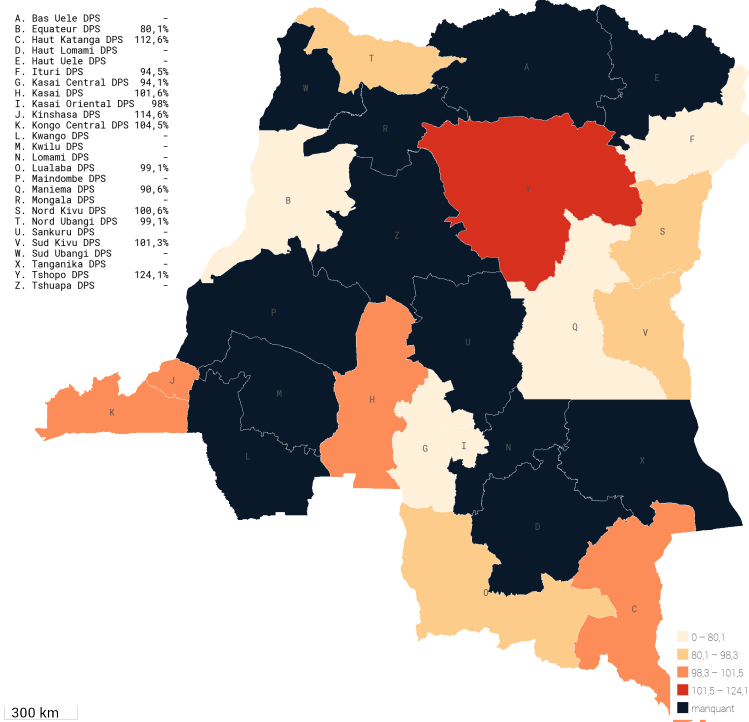 A. Bas Uele DPS -
B. Equateur DPS 80,1%
C. Haut Katanga DPS 112,6%
D. Haut Lomami DPS -
E. Haut Uele DPS -
F. Ituri DPS 94,5%
G. Kasai Central DPS 94,1%
H. Kasai DPS 101,6%
I. Kasai Oriental DPS 98%
J. Kinshasa DPS 114,6%
K. Kongo Central DPS 104,5%
L. Kwango DPS -
M. Kwilu DPS -
N. Lomami DPS -
O. Lualaba DPS 99,1%
P. Maindombe DPS -
Q. Maniema DPS 90,6%
R. Mongala DPS -
S. Nord Kivu DPS 100,6%
T. Nord Ubangi DPS 99,1%
U. Sankuru DPS -
V. Sud Kivu DPS 101,3%
W. Sud Ubangi DPS -
X. Tanganika DPS -
Y. Tshopo DPS 124,1%
Z. Tshuapa DPS -
T
A
E
W
R
F
Y
B
S
Z
P
Q
V
U
J
M
H
K
I
G
N
L
X
D
O
C
0 – 80,1
80,1 – 98,3
98,3 – 101,5
101,5 – 124,1
manquant
300 km